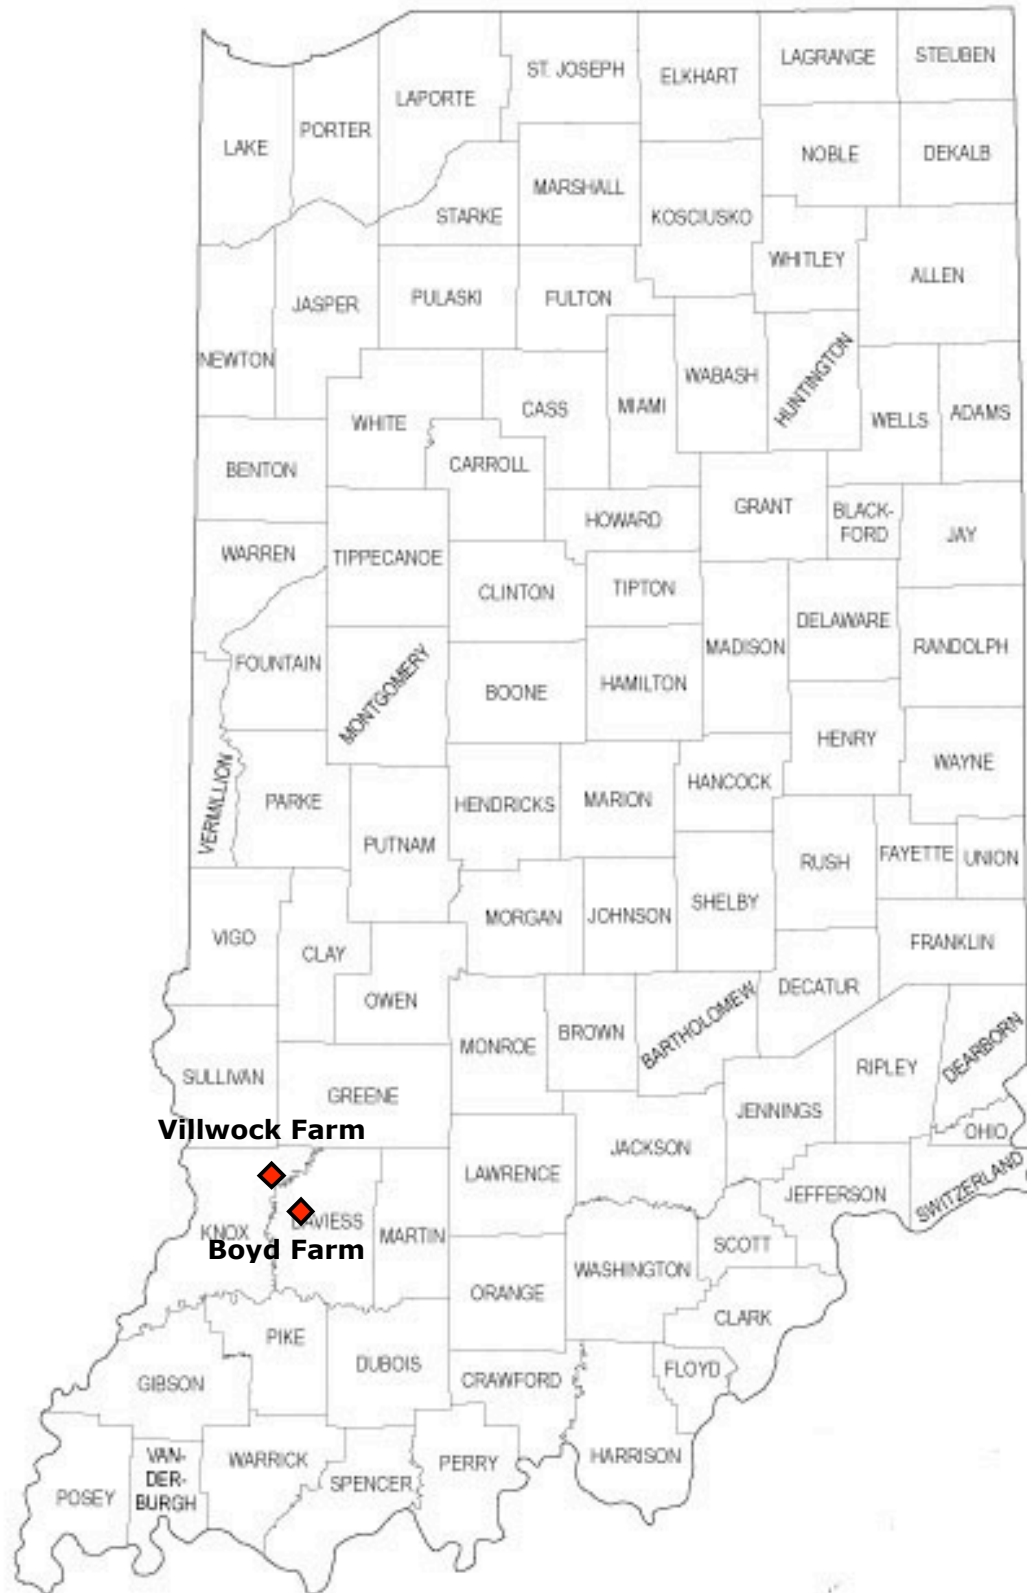 LAGRANGE
STEUBEN
ST. JOSEPH
ELKHART
LAPORTE
PORTER
LAKE
NOBLE
DEKALB
MARSHALL
STARKE
KOSCIUSKO
WHITLEY
ALLEN
JASPER
PULASKI
FULTON
NEWTON
WABASH
HUNTINGTON
CASS
MIAMI
WHITE
WELLS
ADAMS
BENTON
CARROLL
GRANT
BLACK-
FORD
HOWARD
JAY
WARREN
TIPPECANOE
CLINTON
TIPTON
DELAWARE
MADISON
RANDOLPH
FOUNTAIN
MONTGOMERY
BOONE
HAMILTON
HENRY
WAYNE
VERMILLION
PARKE
HENDRICKS
MARION
HANCOCK
PUTNAM
RUSH
FAYETTE
UNION
SHELBY
MORGAN
JOHNSON
VIGO
CLAY
FRANKLIN
OWEN
DECATUR
MONROE
BROWN
BARTHOLOMEW
DEARBORN
RIPLEY
SULLIVAN
GREENE
JENNINGS
Villwock Farm
OHIO
JACKSON
LAWRENCE
JEFFERSON
SWITZERLAND
KNOX
DAVIESS
MARTIN
Boyd Farm
SCOTT
WASHINGTON
ORANGE
CLARK
PIKE
DUBOIS
FLOYD
CRAWFORD
GIBSON
HARRISON
PERRY
WARRICK
SPENCER
VAN-
DER-
BURGH
POSEY